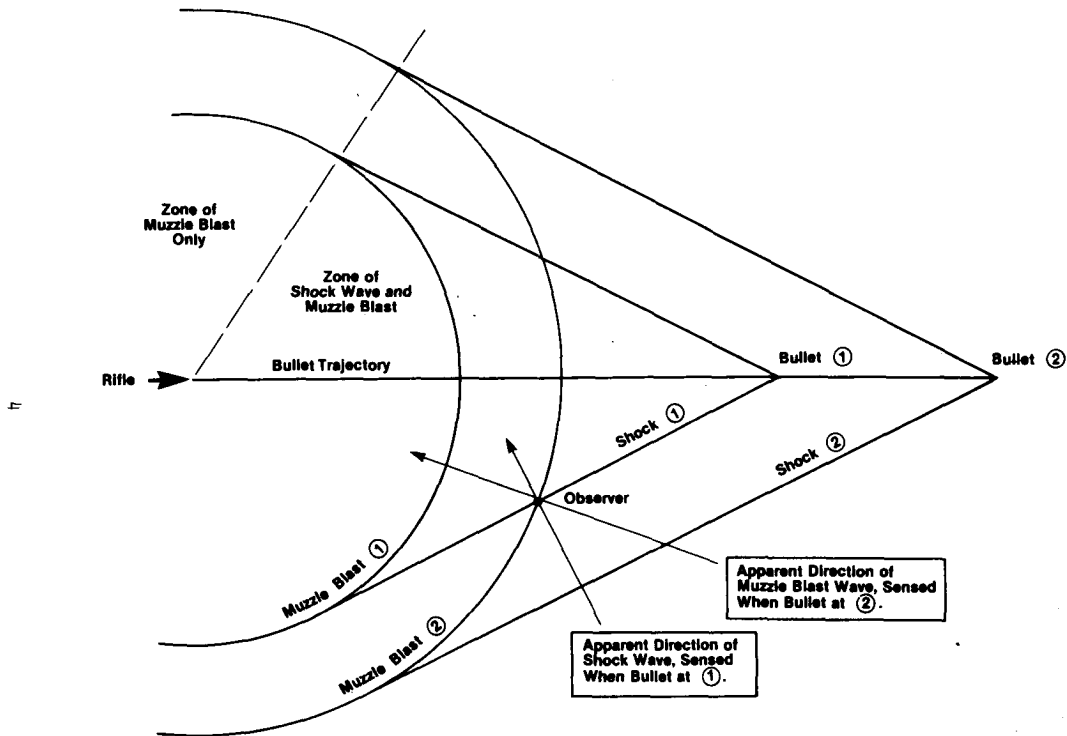 Zone of
Muzzle Blast
Only
Zone of
Shock Wave and
Muzzle Blast
Bullet Trajectory
Rifle
Bullet ①
Bullet ②
4
Shock ①
Shock ②
Observer
Muzzle Blast ①
Muzzle Blast ②
Apparent Direction of
Muzzle Blast Wave, Sensed
When Bullet at ②.
Apparent Direction of
Shock Wave, Sensed
When Bullet at ①.